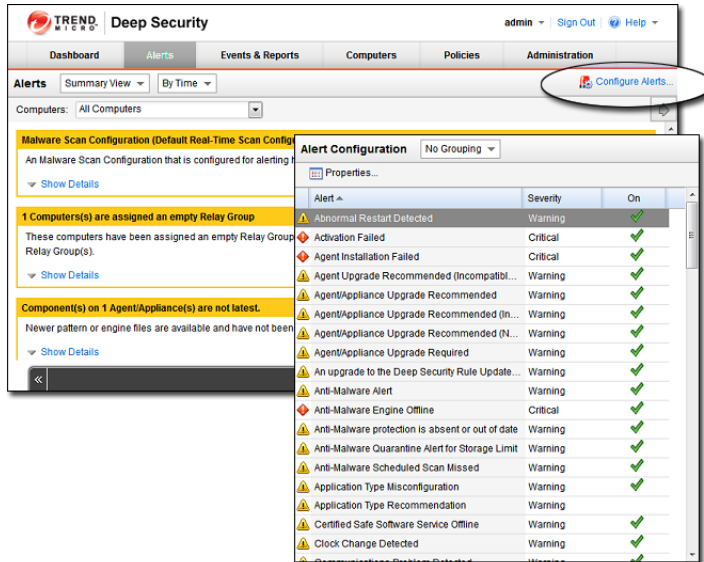 TREND MICRO Deep Security
admin Sign Out Help
Dashboard Alerts Events & Reports Computers Policies Administration
Alerts Summary View By Time Configure Alerts...
Computers: All Computers
Malware Scan Configuration (Default Real-Time Scan
An Malware Scan Configuration that is configured for alerting
Show Details
1 Computers(s) are assigned an empty Relay Group
These computers have been assigned an empty Relay Group
Relay Group(s).
Show Details
Component(s) on 1 Agent/Appliance(s) are not latest.
Newer pattern or engine files are available and have not been
Show Details
«
Alert Configuration No Grouping
Properties...
Alert Severity On
Abnormal Restart Detected Warning
Activation Failed Critical
Agent Installation Failed Critical
Agent Upgrade Recommended (Incompatibl... Warning
Agent/Appliance Upgrade Recommended Warning
Agent/Appliance Upgrade Recommended (In... Warning
Agent/Appliance Upgrade Recommended (N... Warning
Agent/Appliance Upgrade Required Warning
An upgrade to the Deep Security Rule Update... Warning
Anti-Malware Alert Warning
Anti-Malware Engine Offline Critical
Anti-Malware protection is absent or out of date Warning
Anti-Malware Quarantine Alert for Storage Limit Warning
Anti-Malware Scheduled Scan Missed Warning
Application Type Misconfiguration Warning
Application Type Recommendation Warning
Certified Safe Software Service Offline Warning
Clock Change Detected Warning